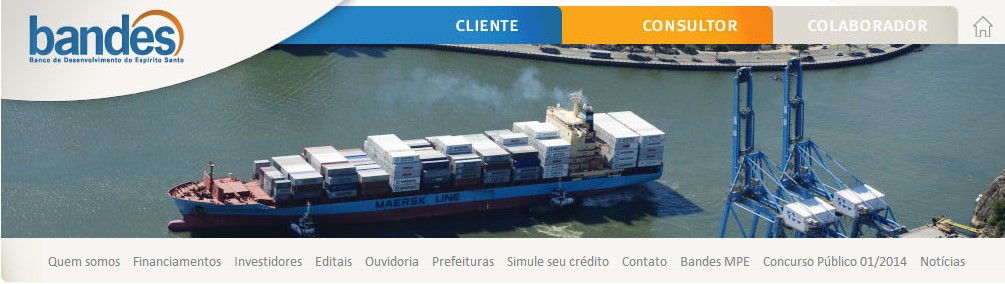 bandes
Banco de Desenvolvimento do Espírito Santo
CLIENTE
CONSULTOR
COLABORADOR
MAERSK LINE
Quem somos Financiamentos Investidores Editais Ouvidoria Prefeituras Simule seu crédito Contato Bandes MPE Concurso Público 01/2014 Notícias